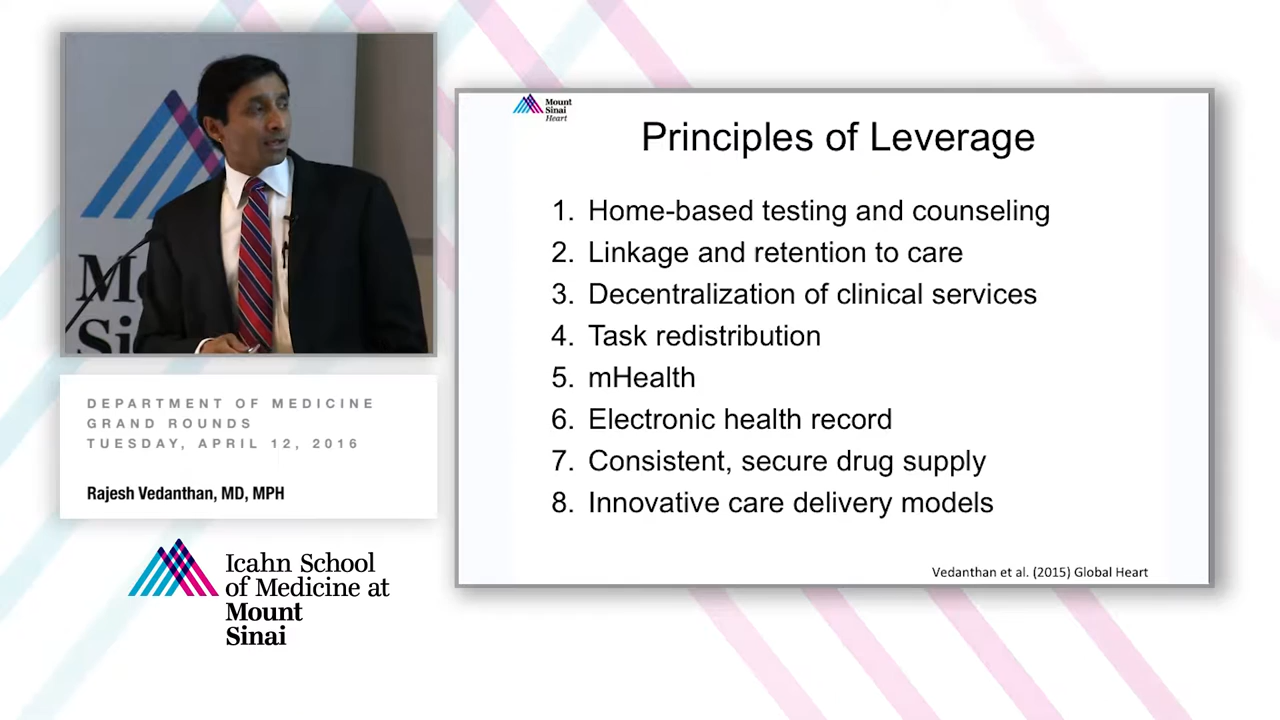 Mount
Sinai
DEPARTMENT OF MEDICINE
GRAND ROUNDS
TUESDAY, APRIL 12, 2016
Rajesh Vedanthan, MD, MPH
Icahn School
of Medicine at
Mount
Sinai
Mount
Sinai
Heart
Principles of Leverage
1. Home-based testing and counseling
2. Linkage and retention to care
3. Decentralization of clinical services
4. Task redistribution
5. mHealth
6. Electronic health record
7. Consistent, secure drug supply
8. Innovative care delivery models
Vedanthan et al. (2015) Global Heart